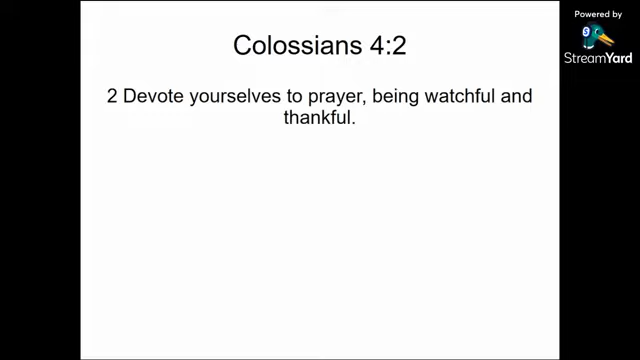 Colossians 4:2
2 Devote yourselves to prayer, being watchful and
thankful.
Powered by
StreamYard